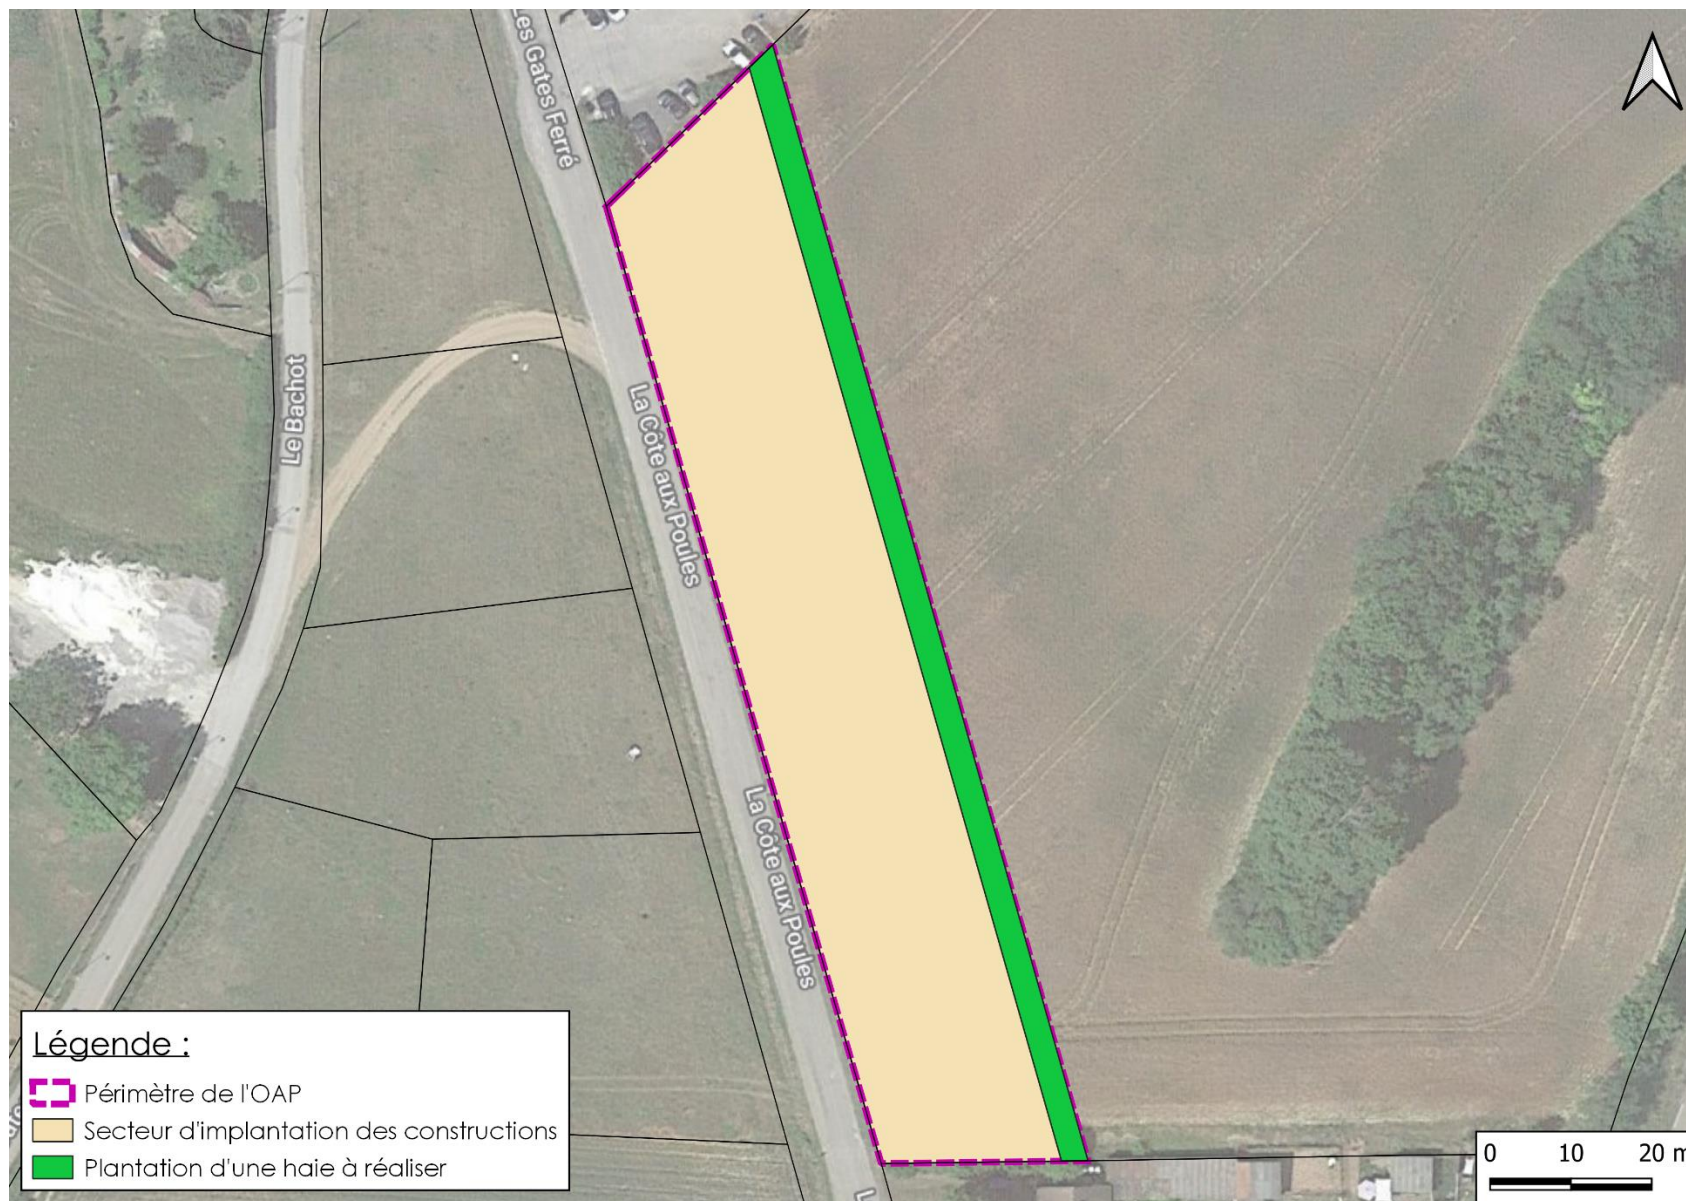 Les Gates Ferré
Le Bachot
La Côte aux Poules
La Côte aux Poules
Légende :
Périmètre de l'OAP
Secteur d'implantation des constructions
Plantation d'une haie à réaliser
0 10 20 m